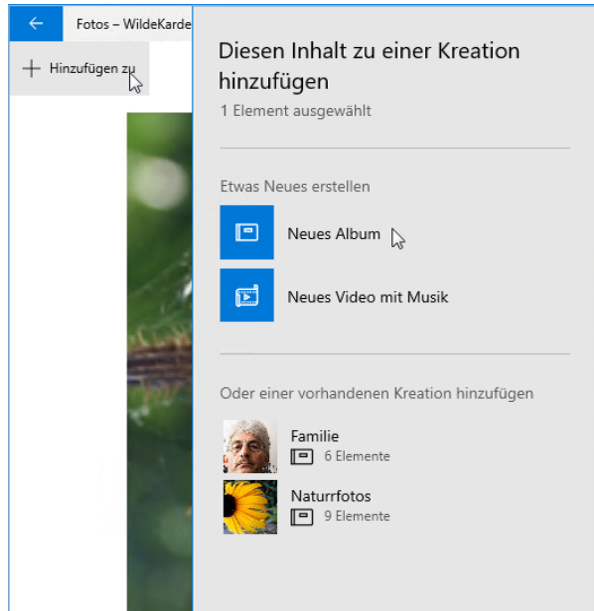 Fotos – WildeKarde
Hinzufügen zu
Diesen Inhalt zu einer Kreation
hinzufügen
1 Element ausgewählt
Etwas Neues erstellen
Neues Album
Neues Video mit Musik
Oder einer vorhandenen Kreation hinzufügen
Familie
6 Elemente
Naturrfotos
9 Elemente